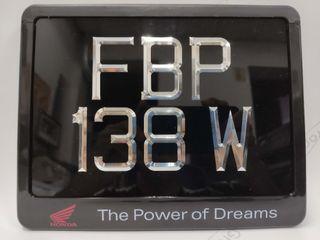 FBP
138 W
HONDA
The Power of Dreams